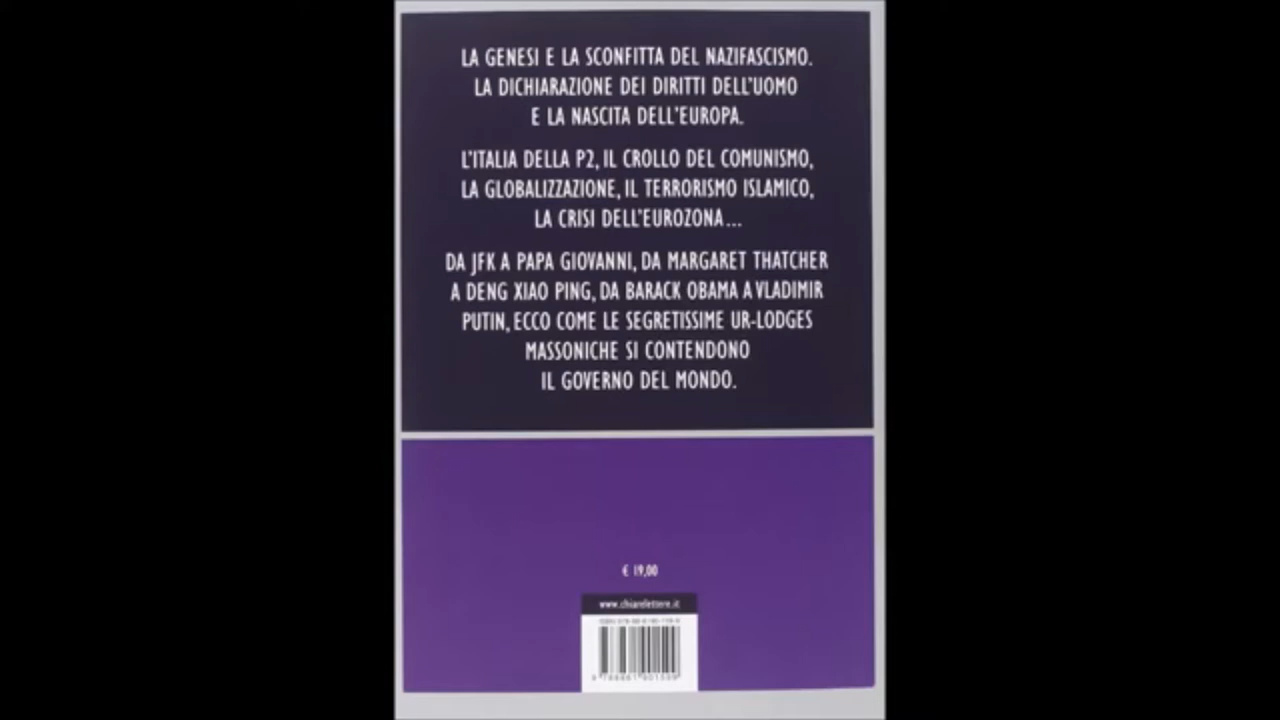 LA GENESI E LA SCONFITTA DEL NAZIFASCISMO.
LA DICHIARAZIONE DEI DIRITTI DELL'UOMO
E LA NASCITA DELL'EUROPA.
L'ITALIA DELLA P2, IL CROLLO DEL COMUNISMO,
LA GLOBALIZZAZIONE, IL TERRORISMO ISLAMICO,
LA CRISI DELL'EUROZONA...
DA JFK A PAPA GIOVANNI, DA MARGARET THATCHER
A DENG XIAO PING, DA BARACK OBAMA A VLADIMIR
PUTIN, ECCO COME LE SEGRETISSIME UR-LODGES
MASSONICHE SI CONTENDONO
IL GOVERNO DEL MONDO.
€ 19,00
www.chiarelettere.it